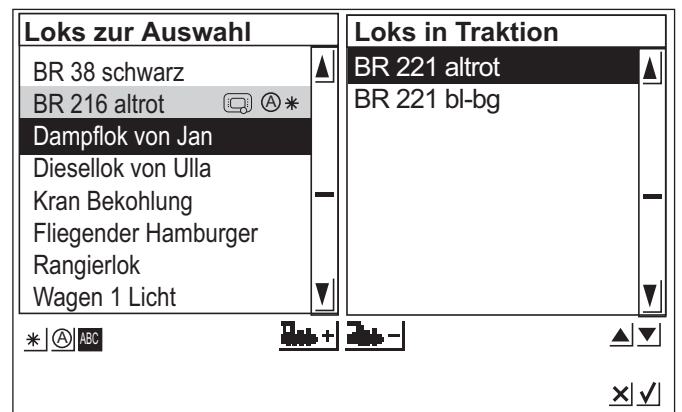 Loks zur Auswahl
BR 38 schwarz
BR 216 altrot Ⓐ*
Dampflok von Jan
Diesellok von Ulla
Kran Bekohlung
Fliegender Hamburger
Rangierlok
Wagen 1 Licht
* Ⓐ ABC
Loks in Traktion
BR 221 altrot
BR 221 bl-bg